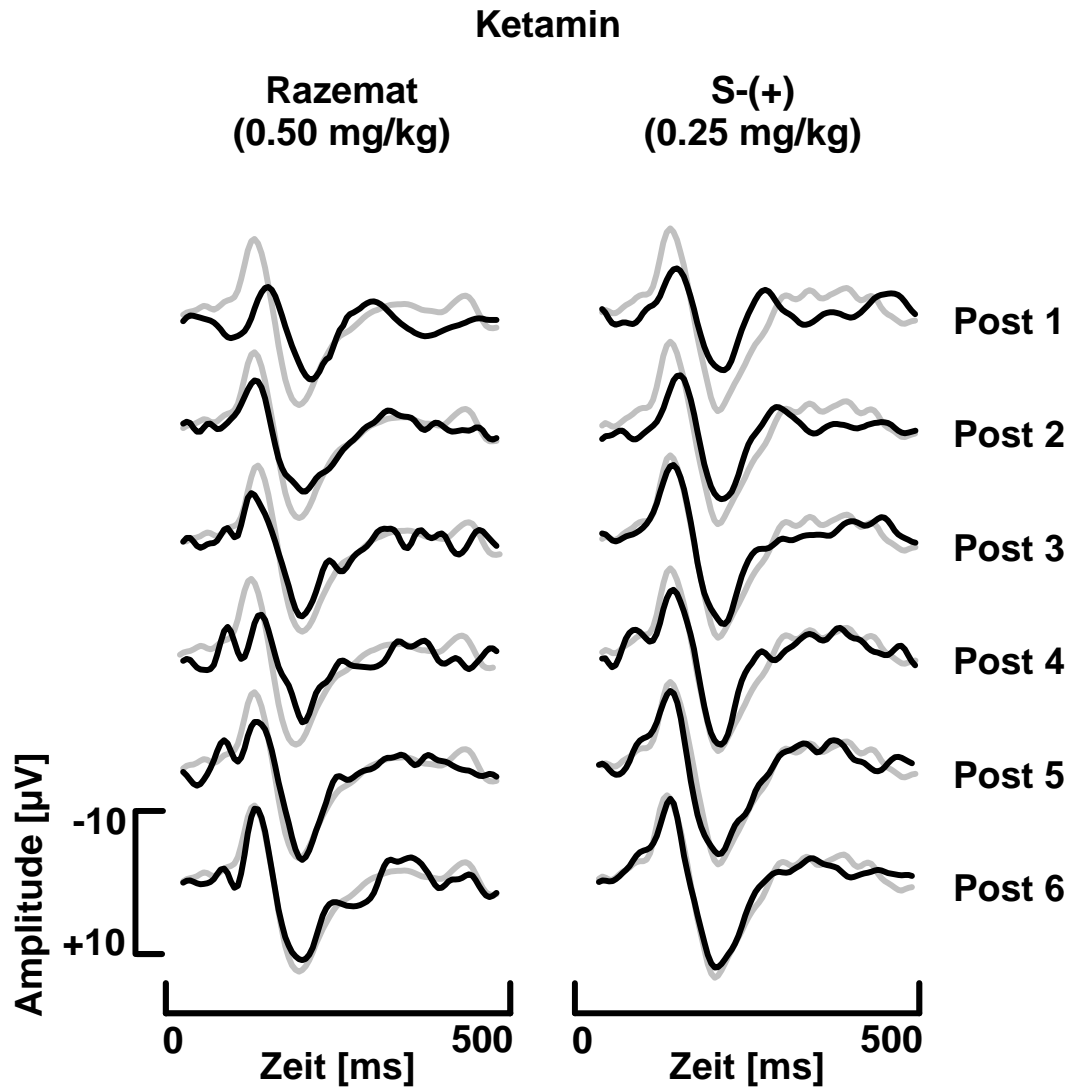 Ketamin
Razemat
(0.50 mg/kg)
S-(+)
(0.25 mg/kg)
Post 1
Post 2
Post 3
Post 4
Post 5
Post 6
Amplitude [µV]
-10
+10
0
500
Zeit [ms]
0
500
Zeit [ms]